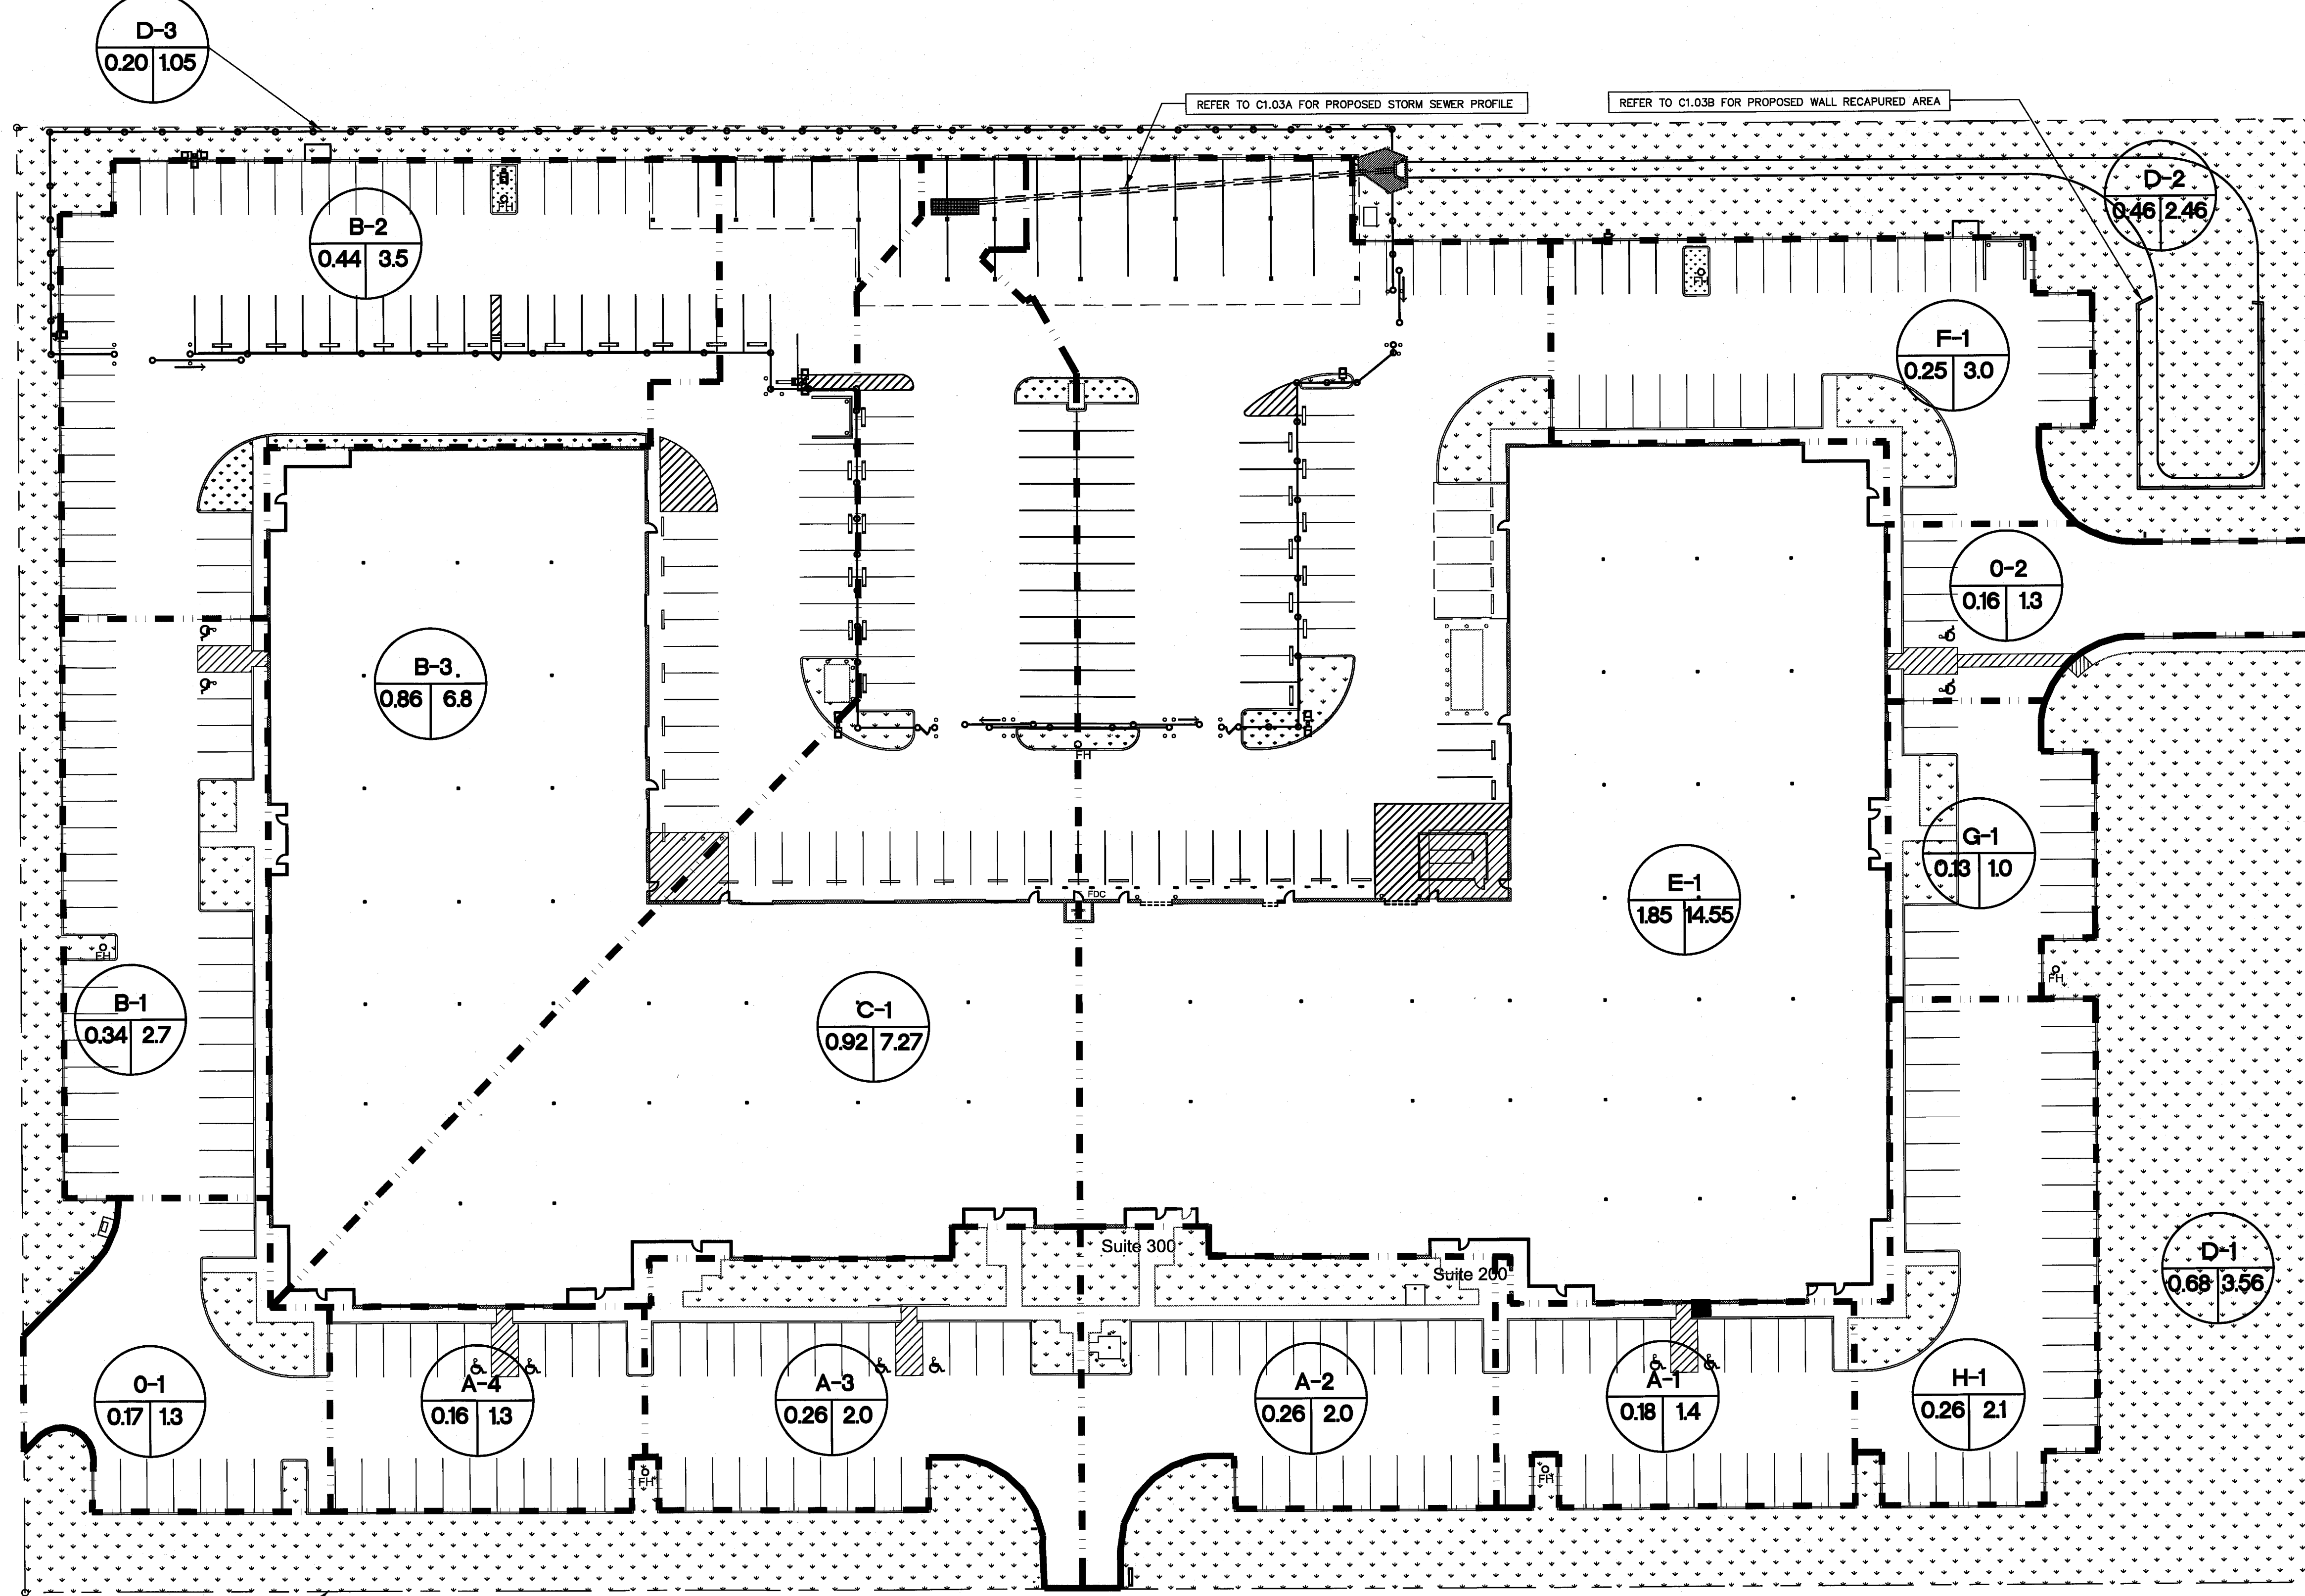 D-3
0.20 1.05
REFER TO C1.03A FOR PROPOSED STORM SEWER PROFILE
REFER TO C1.03B FOR PROPOSED WALL RECAPURED AREA
D-2
0.46 2.46
FH
B-2
0.44 3.5
FH
F-1
0.25 3.0
0-2
0.16 1.3
B-3
0.86 6.8
FH
G-1
0.13 1.0
E-1
1.85 14.55
FDC
FH
FH
B-1
0.34 2.7
C-1
0.92 7.27
Suite 300
Suite 200
D-1
0.68 3.56
0-1
0.17 1.3
A-4
0.16 1.3
A-3
0.26 2.0
A-2
0.26 2.0
A-1
0.18 1.4
H-1
0.26 2.1
FH
FH